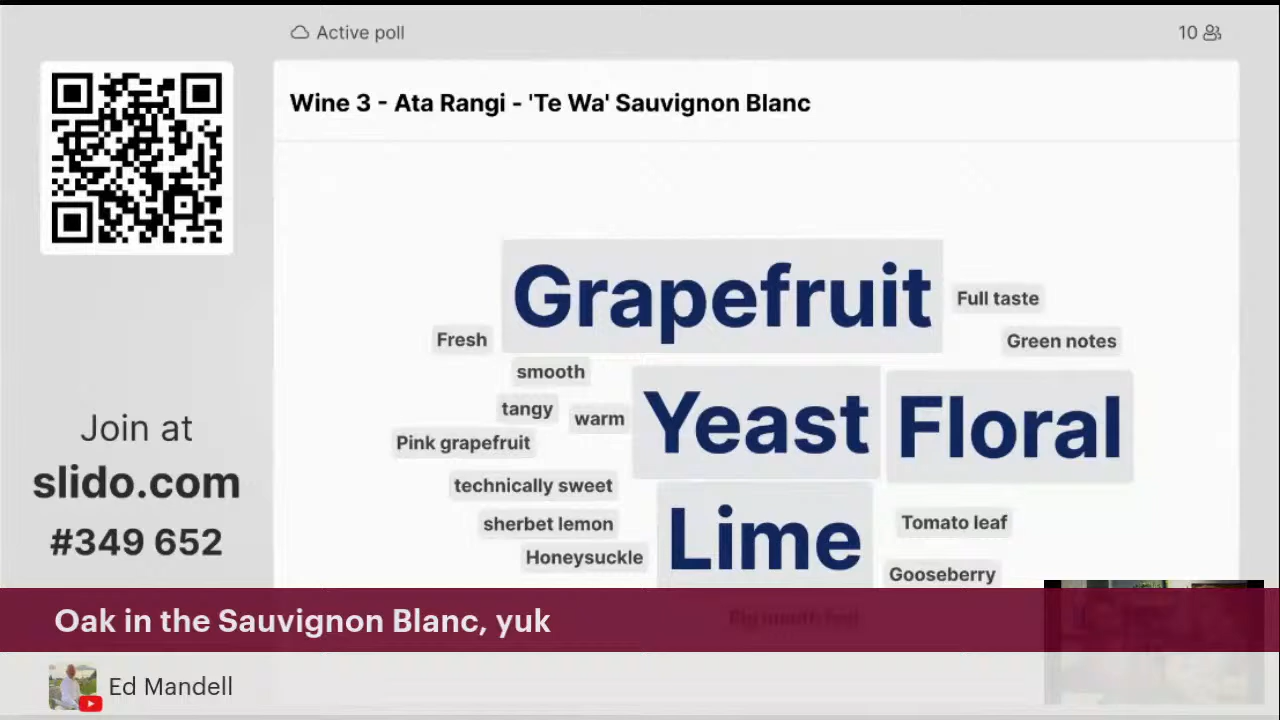 Active poll
10
Wine 3 - Ata Rangi - 'Te Wa' Sauvignon Blanc
Grapefruit
Full taste
Fresh
Green notes
smooth
tangy
warm
Yeast
Floral
Pink grapefruit
technically sweet
sherbet lemon
Lime
Tomato leaf
Honeysuckle
Gooseberry
Join at
slido.com
#349 652
Oak in the Sauvignon Blanc, yuk
Ed Mandell